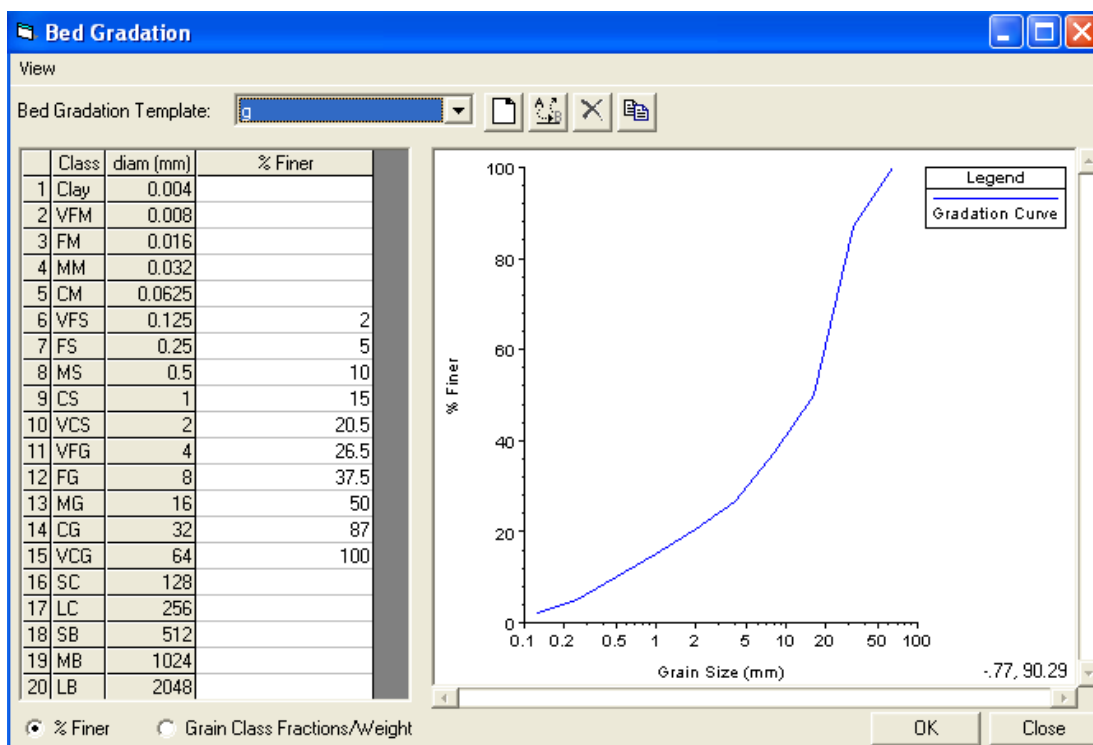 Bed Gradation
View
Bed Gradation Template: g
Class diam (mm) % Finer
1 Clay 0.004
2 VFM 0.008
3 FM 0.016
4 MM 0.032
5 CM 0.0625
6 VFS 0.125 2
7 FS 0.25 5
8 MS 0.5 10
9 CS 1 15
10 VCS 2 20.5
11 VFG 4 26.5
12 FG 8 37.5
13 MG 16 50
14 CG 32 87
15 VCG 64 100
16 SC 128
17 LC 256
18 SB 512
19 MB 1024
20 LB 2048
% Finer Grain Class Fractions/Weight
100
80
60
40
20
0
% Finer
0.1 0.2 0.5 1 2 5 10 20 50 100
Grain Size (mm)
Legend
Gradation Curve
-.77, 90.29
OK Close